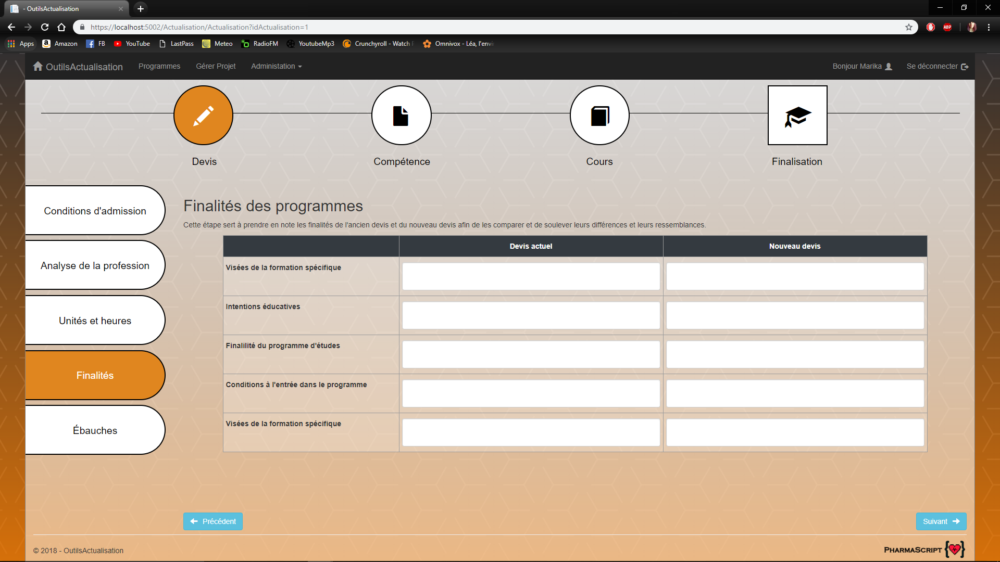 - OutilsActualisation
https://localhost:5002/Actualisation/Actualisation?idActualisation=1
ABP
Apps Amazon FB YouTube LastPass Meteo RadioFM YoutubeMp3 Crunchyroll - Watch Omnivox - Léa, l'envi
OutilsActualisation Programmes Gérer Projet Administation Bonjour Marika Se déconnecter
Devis Compétence Cours Finalisation
Conditions d'admission
Analyse de la profession
Unités et heures
Finalités
Ébauches
Finalités des programmes
Cette étape sert à prendre en note les finalités de l'ancien devis et du nouveau devis afin de les comparer et de soulever leurs différences et leurs ressemblances.
Devis actuel Nouveau devis
Visées de la formation spécifique
Intentions éducatives
Finalilité du programme d'études
Conditions à l'entrée dans le programme
Visées de la formation spécifique
Précédent Suivant
© 2018 - OutilsActualisation PharmaScript